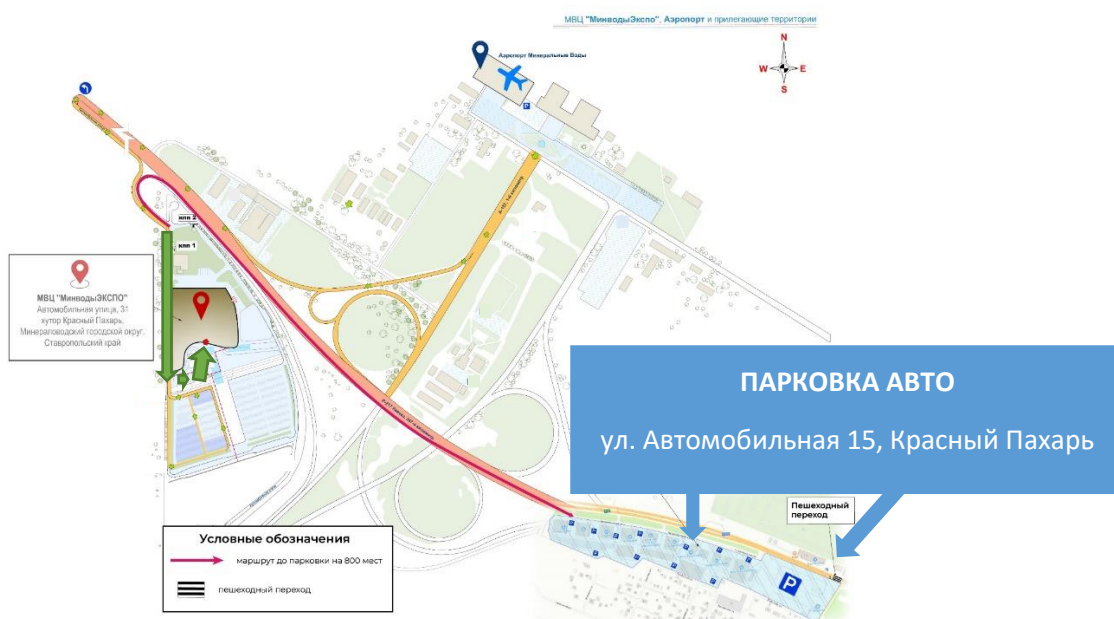 МВЦ "МинводыЭкспо", Аэропорт и прилегающие территории
N
W E
S
Аэропорт Минеральные Воды
P
кпп 2
кпп 1
МВЦ "МинводыЭКСПО"
Автомобильная улица, 31
хутор Красный Пахарь,
Минераловодский городской округ,
Ставропольский край
ПАРКОВКА АВТО
ул. Автомобильная 15, Красный Пахарь
Пешеходный
переход
P
Условные обозначения
маршрут до парковки на 800 мест
пешеходный переход